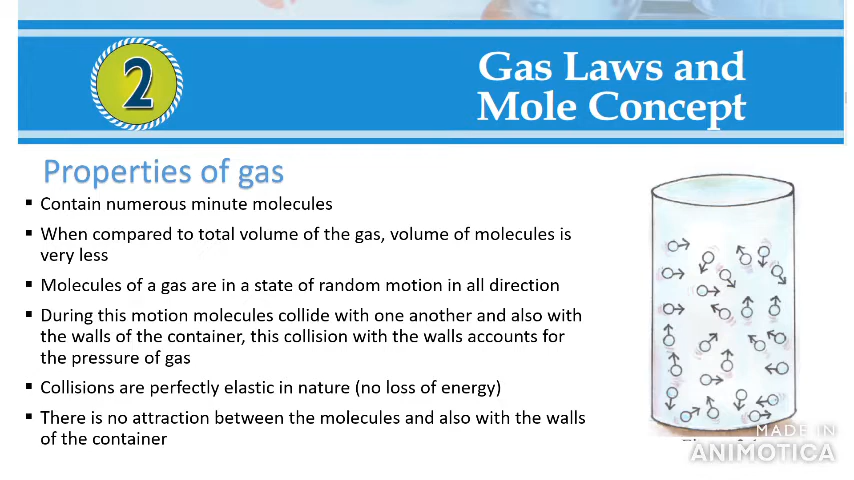 2
Gas Laws and
Mole Concept
Properties of gas
▪ Contain numerous minute molecules
▪ When compared to total volume of the gas, volume of molecules is
very less
▪ Molecules of a gas are in a state of random motion in all direction
▪ During this motion molecules collide with one another and also with
the walls of the container, this collision with the walls accounts for
the pressure of gas
▪ Collisions are perfectly elastic in nature (no loss of energy)
▪ There is no attraction between the molecules and also with the walls
of the container
MADE IN
ANIMOTICA